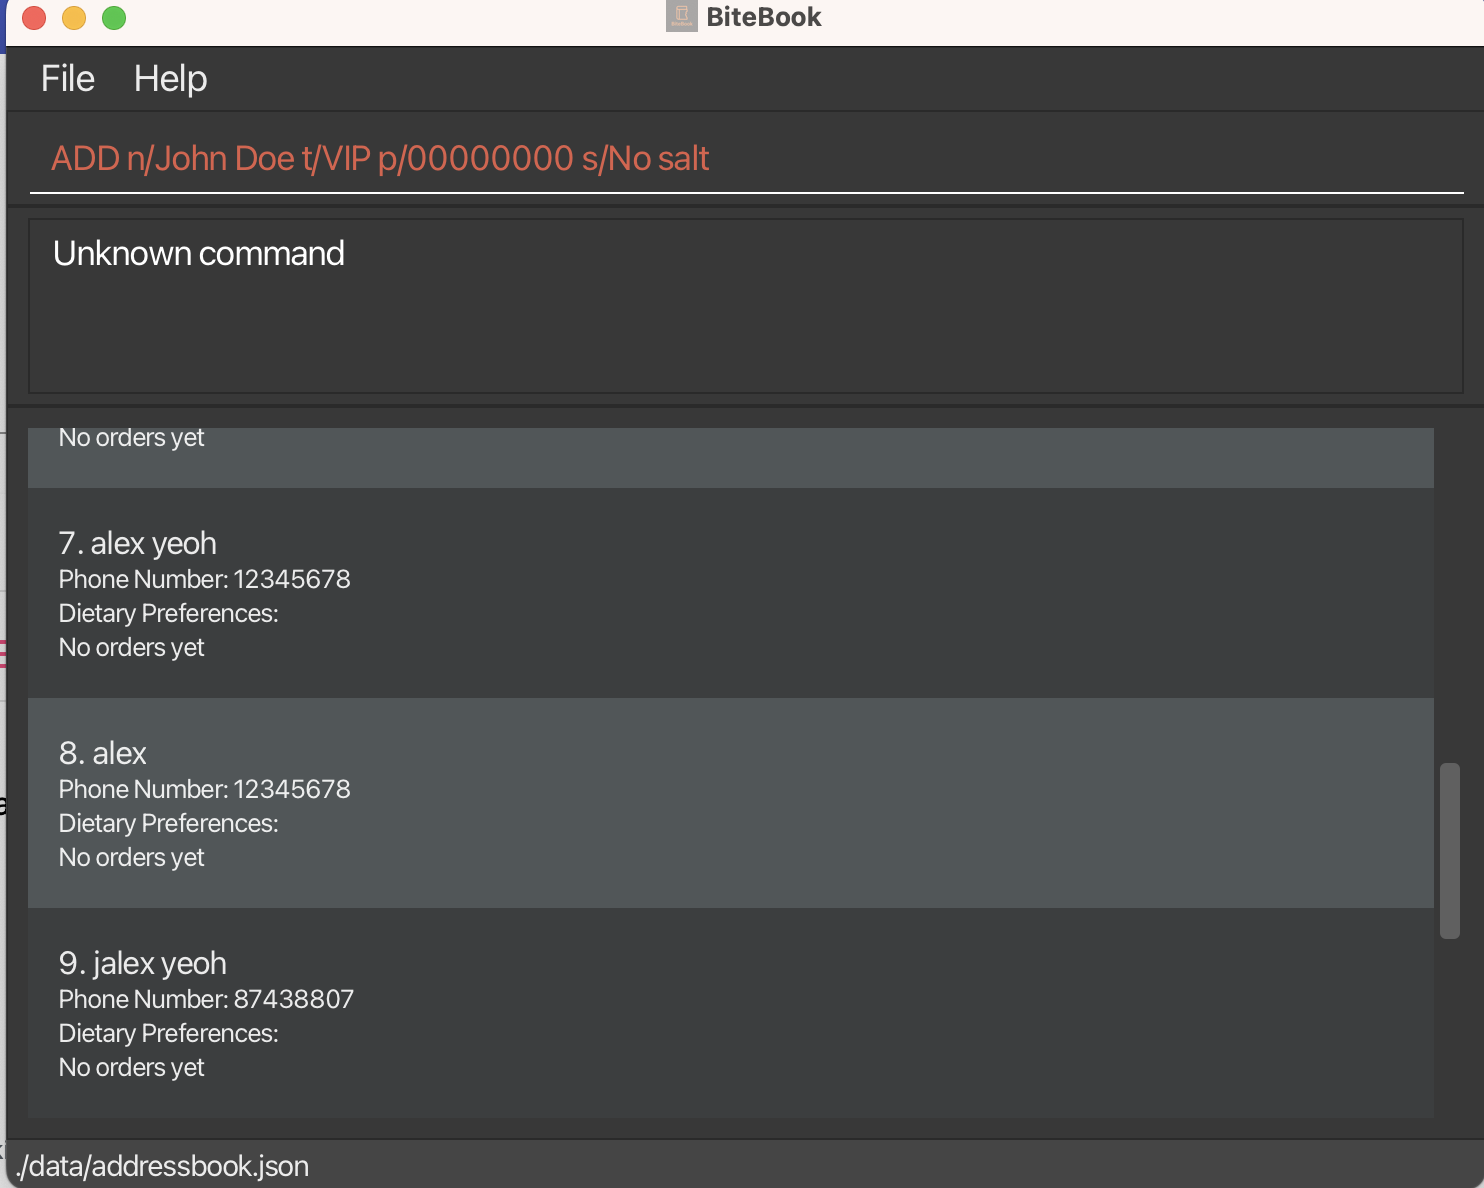 BiteBook
File Help
ADD n/John Doe t/VIP p/00000000 s/No salt
Unknown command
No orders yet
7. alex yeoh
Phone Number: 12345678
Dietary Preferences:
No orders yet
8. alex
Phone Number: 12345678
Dietary Preferences:
No orders yet
9. jalex yeoh
Phone Number: 87438807
Dietary Preferences:
No orders yet
./data/addressbook.json